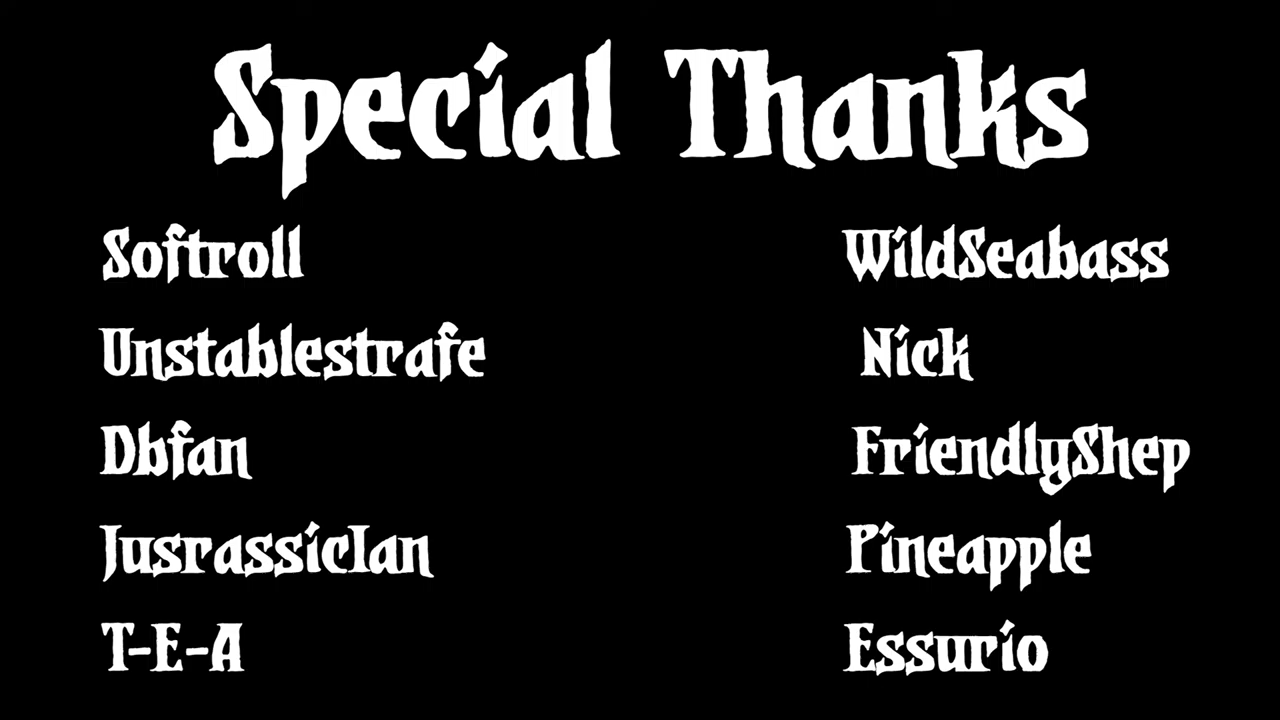 Special Thanks
Softroll
Unstablestrafe
Dbfan
JusrassicIan
T-E-A
WildSeabass
Nick
FriendlyShep
Pineapple
Essurio